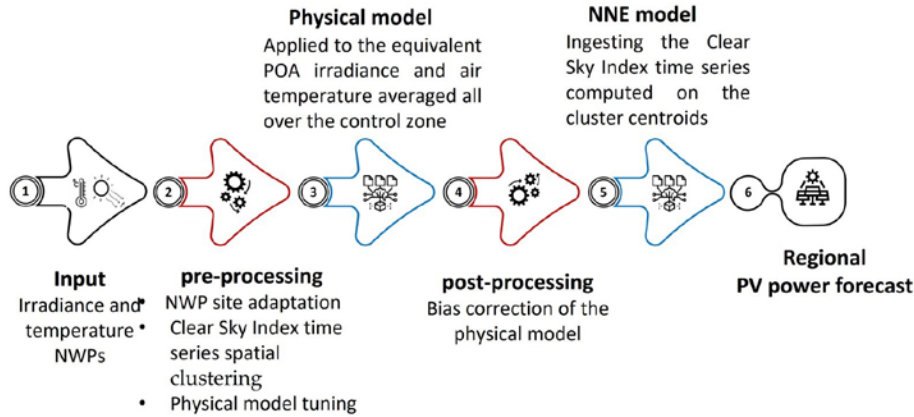 Physical model
Applied to the equivalent
POA irradiance and air
temperature averaged all
over the control zone
NNE model
Ingesting the Clear
Sky Index time series
computed on the
cluster centroids
1
2
3
4
5
6
Input
Irradiance and
temperature
NWPs
pre-processing
• NWP site adaptation
• Clear Sky Index time
series spatial
clustering
• Physical model tuning
post-processing
Bias correction of the
physical model
Regional
PV power forecast